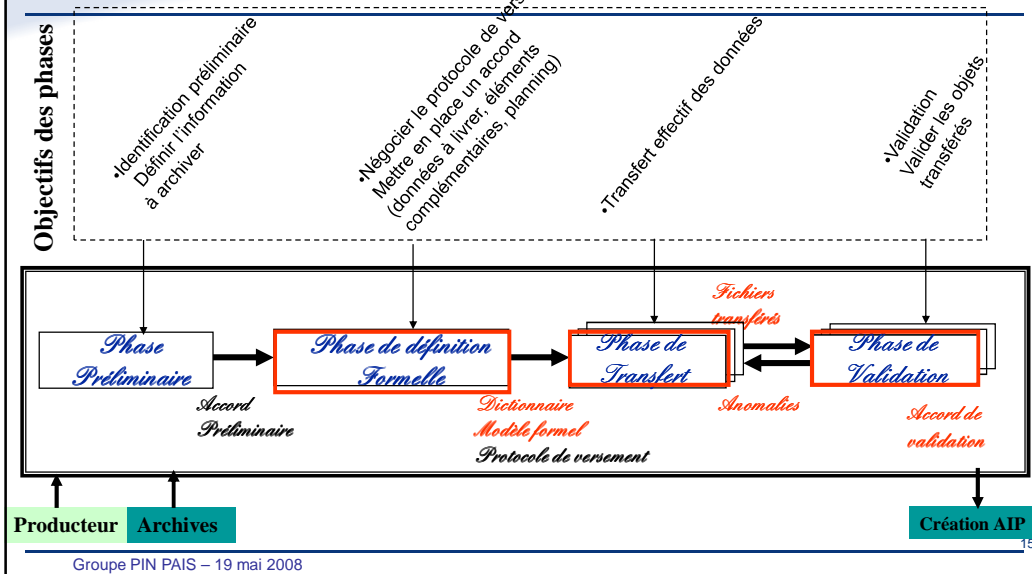 Objectifs des phases
•Identification préliminaire
Définir l'information
à archiver
•Négocier le protocole de vers
Mettre en place un accord
(données à livrer, éléments
complémentaires, planning)
•Transfert effectif des données
•Validation
Valider les objets
transférés
Fichiers
transférés
Phase
Préliminaire
Phase de définition
Formelle
Phase de
Transfert
Phase de
Validation
Accord
Préliminaire
Dictionnaire
Modèle formel
Protocole de versement
Anomalies
Accord de
validation
Producteur
Archives
Création AIP
15
Groupe PIN PAIS – 19 mai 2008